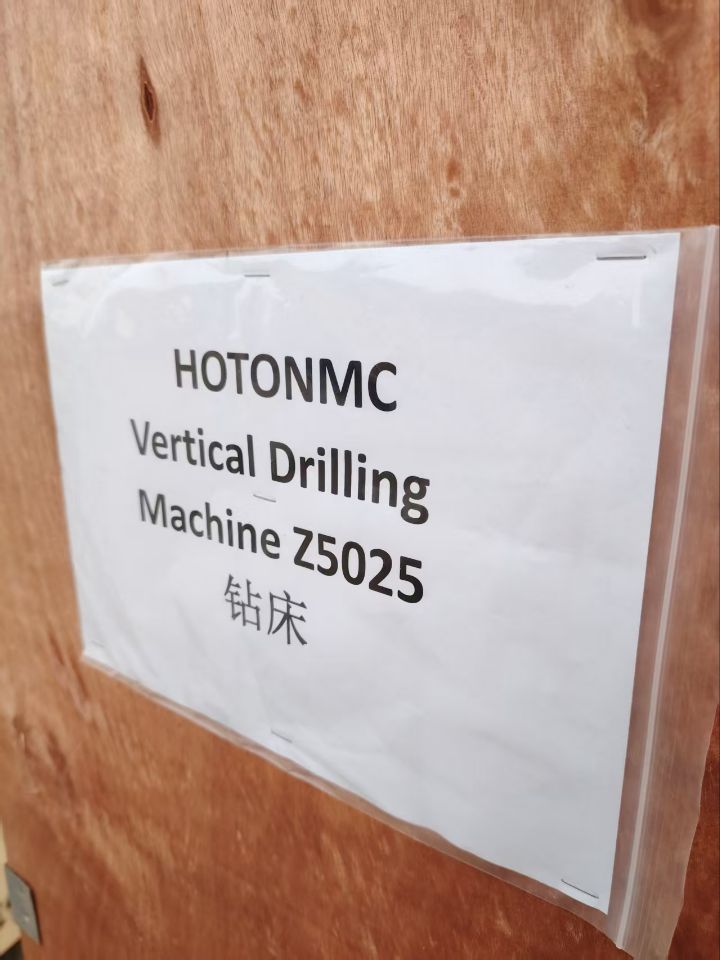 HOTONMC
Vertical Drilling
Machine Z5025
钻床